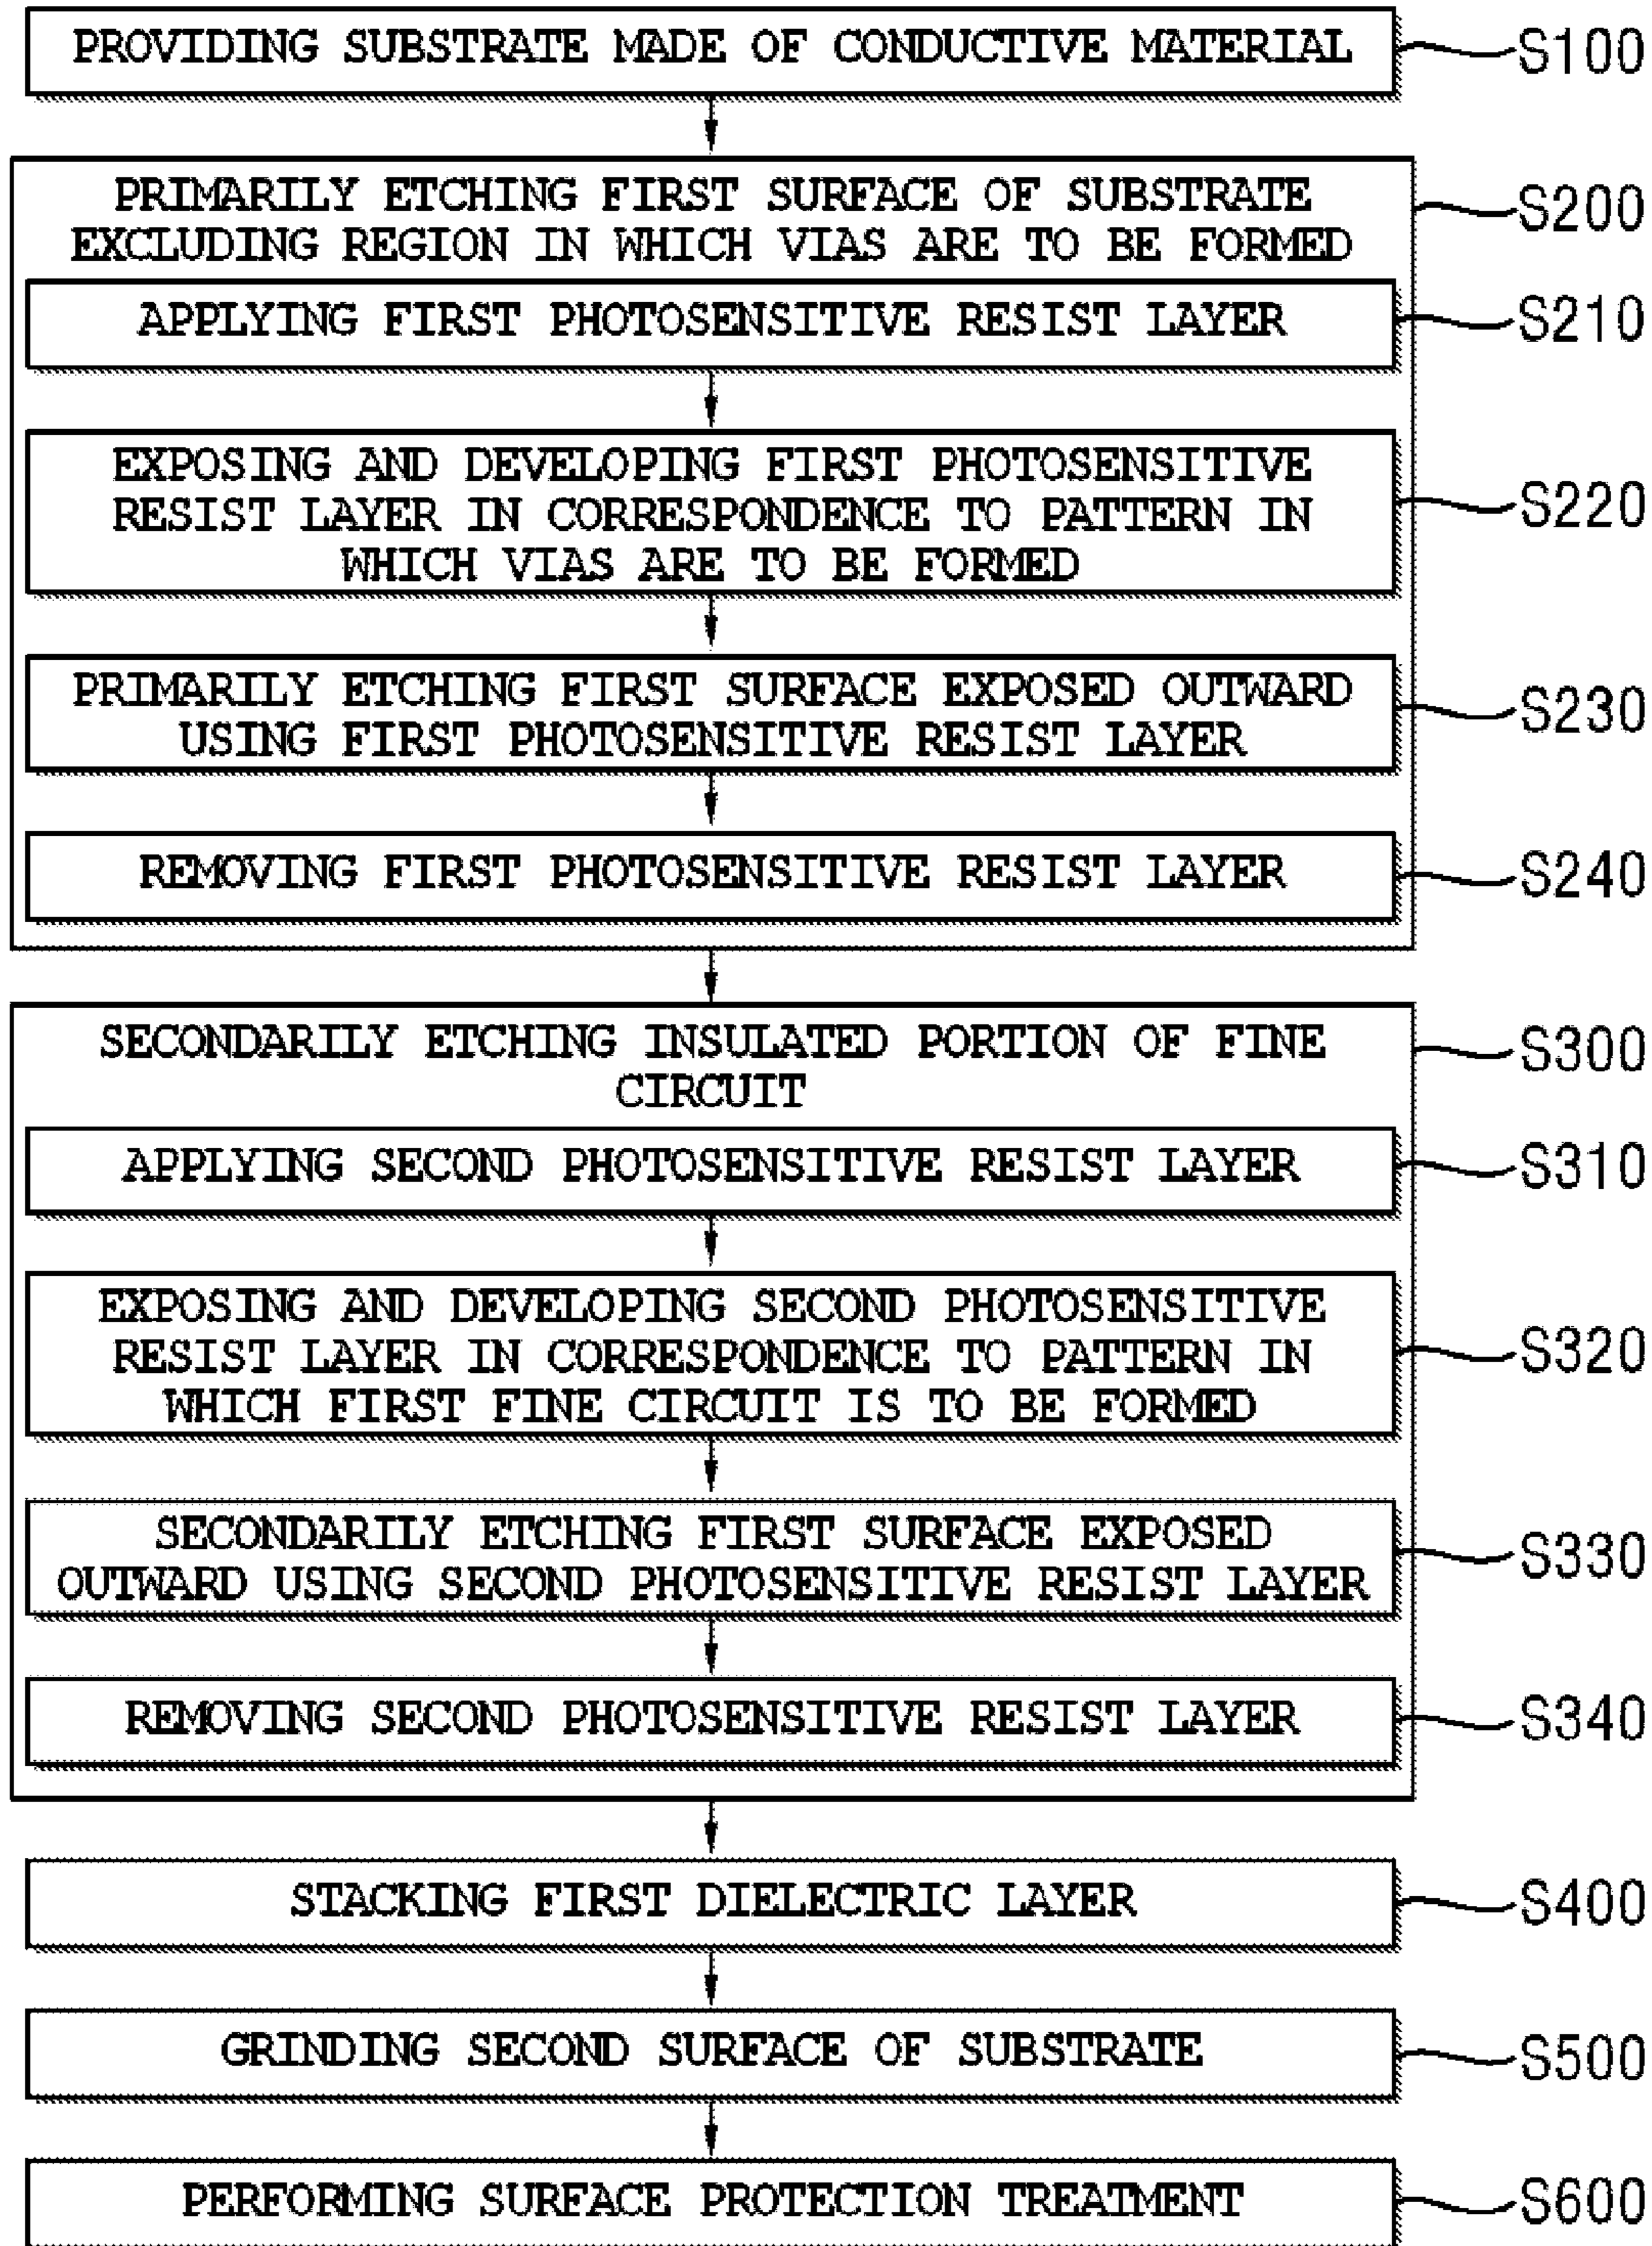 PROVIDING SUBSTRATE MADE OF CONDUCTIVE MATERIAL
S100
PRIMARILY ETCHING FIRST SURFACE OF SUBSTRATE
EXCLUDING REGION IN WHICH VIAS ARE TO BE FORMED
S200
APPLYING FIRST PHOTOSENSITIVE RESIST LAYER
S210
EXPOSING AND DEVELOPING FIRST PHOTOSENSITIVE
RESIST LAYER IN CORRESPONDENCE TO PATTERN IN
WHICH VIAS ARE TO BE FORMED
S220
PRIMARILY ETCHING FIRST SURFACE EXPOSED OUTWARD
USING FIRST PHOTOSENSITIVE RESIST LAYER
S230
REMOVING FIRST PHOTOSENSITIVE RESIST LAYER
S240
SECONDARILY ETCHING INSULATED PORTION OF FINE
CIRCUIT
S300
APPLYING SECOND PHOTOSENSITIVE RESIST LAYER
S310
EXPOSING AND DEVELOPING SECOND PHOTOSENSITIVE
RESIST LAYER IN CORRESPONDENCE TO PATTERN IN
WHICH FIRST FINE CIRCUIT IS TO BE FORMED
S320
SECONDARILY ETCHING FIRST SURFACE EXPOSED
OUTWARD USING SECOND PHOTOSENSITIVE RESIST LAYER
S330
REMOVING SECOND PHOTOSENSITIVE RESIST LAYER
S340
STACKING FIRST DIELECTRIC LAYER
S400
GRINDING SECOND SURFACE OF SUBSTRATE
S500
PERFORMING SURFACE PROTECTION TREATMENT
S600